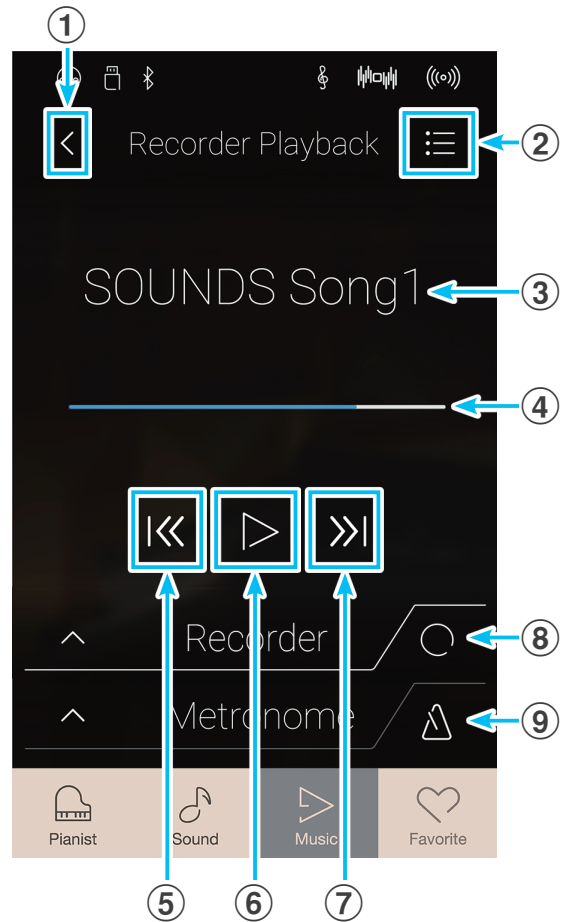 ①
Recorder Playback
②
SOUNDS Song1
③
④
Recorder
⑧
Metronome
⑨
Pianist
Sound
Music
Favorite
⑤
⑥
⑦